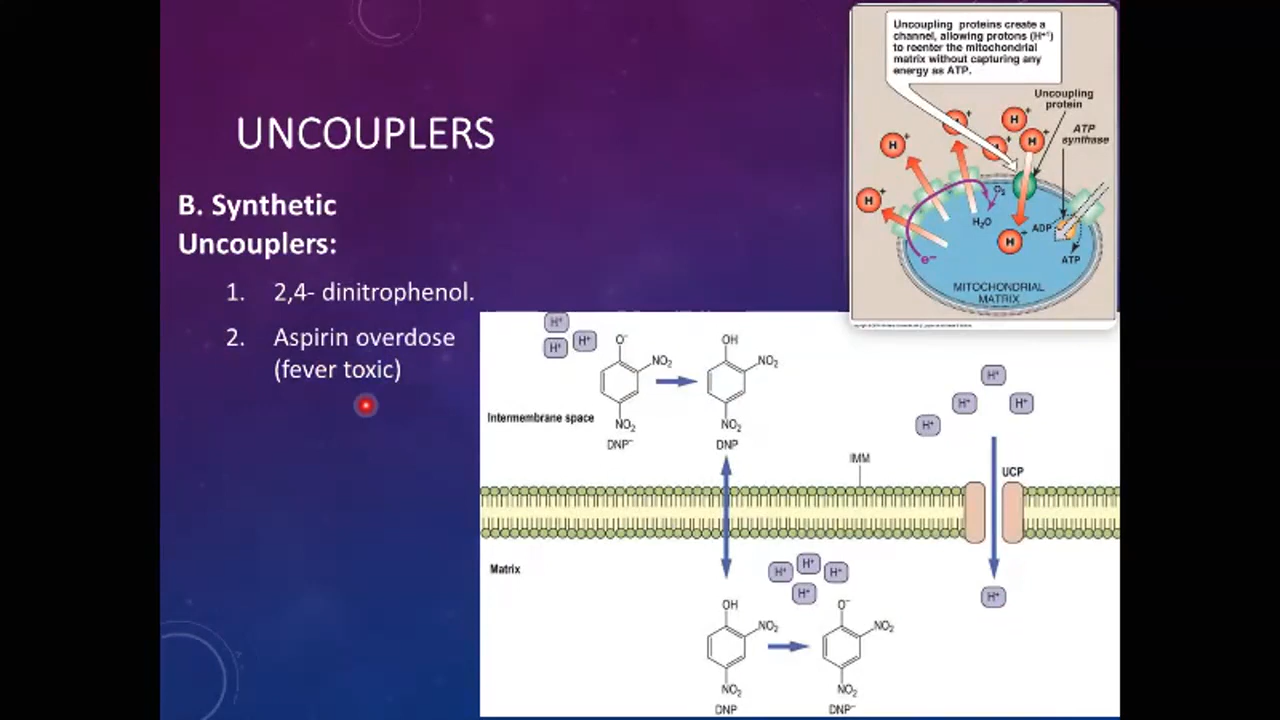 UNCOUPLERS
B. Synthetic
Uncouplers:
1. 2,4- dinitrophenol.
2. Aspirin overdose
(fever toxic)
Uncoupling proteins create a
channel, allowing protons (H+)
to reenter the mitochondrial
matrix without capturing any
energy as ATP.
Uncoupling
protein
ATP
synthase
H+
H+
H+
H+
H+
H+
O2
H2O
H
ADP
e-
ATP
MITOCHONDRIAL
MATRIX
H+
H+
H+
O-
NO2
NO2
DNP-
OH
NO2
NO2
DNP
Intermembrane space
H+
H+
H+
H+
IMM
UCP
Matrix
H+
H+
H+
H+
H+
OH
NO2
NO2
DNP
O-
NO2
NO2
DNP-